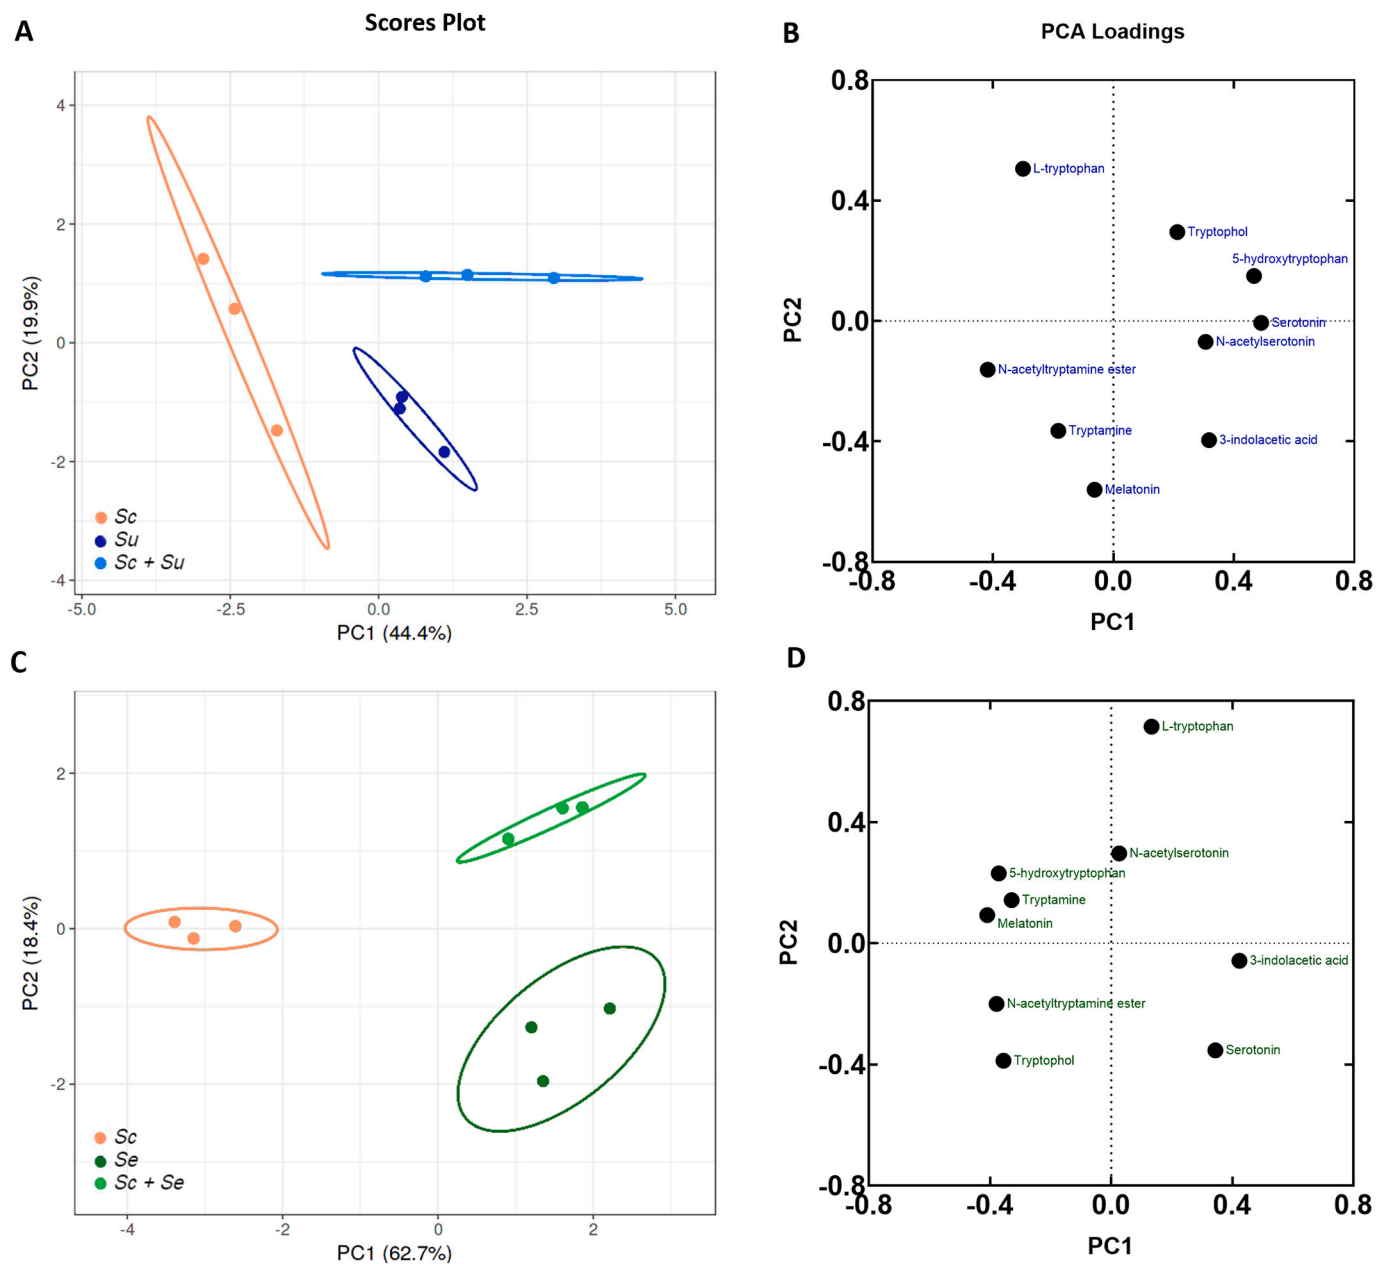 A
Scores Plot
4
2
0
-2
-4
PC2 (19.9%)
Sc
Su
Sc + Su
-5.0
-2.5
0.0
2.5
5.0
PC1 (44.4%)
B
PCA Loadings
0.8
0.4
0.0
-0.4
-0.8
PC2
L-tryptophan
Tryptophol
5-hydroxytryptophan
Serotonin
N-acetylserotonin
N-acetyltryptamine ester
Tryptamine
3-indolacetic acid
Melatonin
-0.8
-0.4
0.0
0.4
0.8
PC1
C
2
0
-2
PC2 (18.4%)
Sc
Se
Sc + Se
-4
-2
0
2
PC1 (62.7%)
D
0.8
0.4
0.0
-0.4
-0.8
PC2
L-tryptophan
N-acetylserotonin
5-hydroxytryptophan
Tryptamine
Melatonin
3-indolacetic acid
N-acetyltryptamine ester
Serotonin
Tryptophol
-0.8
-0.4
0.0
0.4
0.8
PC1